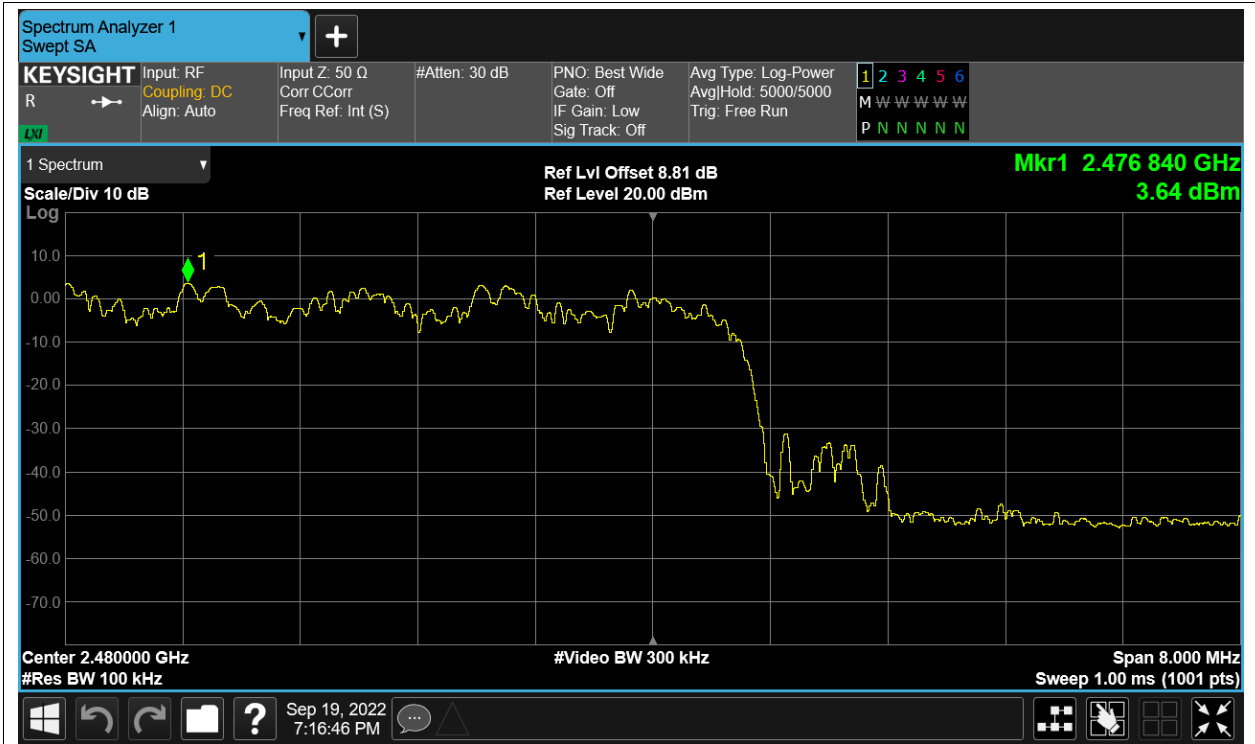 Spectrum Analyzer 1
Swept SA
+
KEYSIGHT
R
LXI
Input: RF
Coupling: DC
Align: Auto
Input Z: 50 Ω
Corr CCorr
Freq Ref: Int (S)
#Atten: 30 dB
PNO: Best Wide
Gate: Off
IF Gain: Low
Sig Track: Off
Avg Type: Log-Power
Avg|Hold: 5000/5000
Trig: Free Run
1 2 3 4 5 6
M W W W W W W
P N N N N N N
1 Spectrum
Scale/Div 10 dB
Ref Lvl Offset 8.81 dB
Ref Level 20.00 dBm
Mkr1 2.476 840 GHz
3.64 dBm
Log
10.0
0.00
-10.0
-20.0
-30.0
-40.0
-50.0
-60.0
-70.0
1
Center 2.480000 GHz
#Res BW 100 kHz
#Video BW 300 kHz
Span 8.000 MHz
Sweep 1.00 ms (1001 pts)
?
Sep 19, 2022
7:16:46 PM